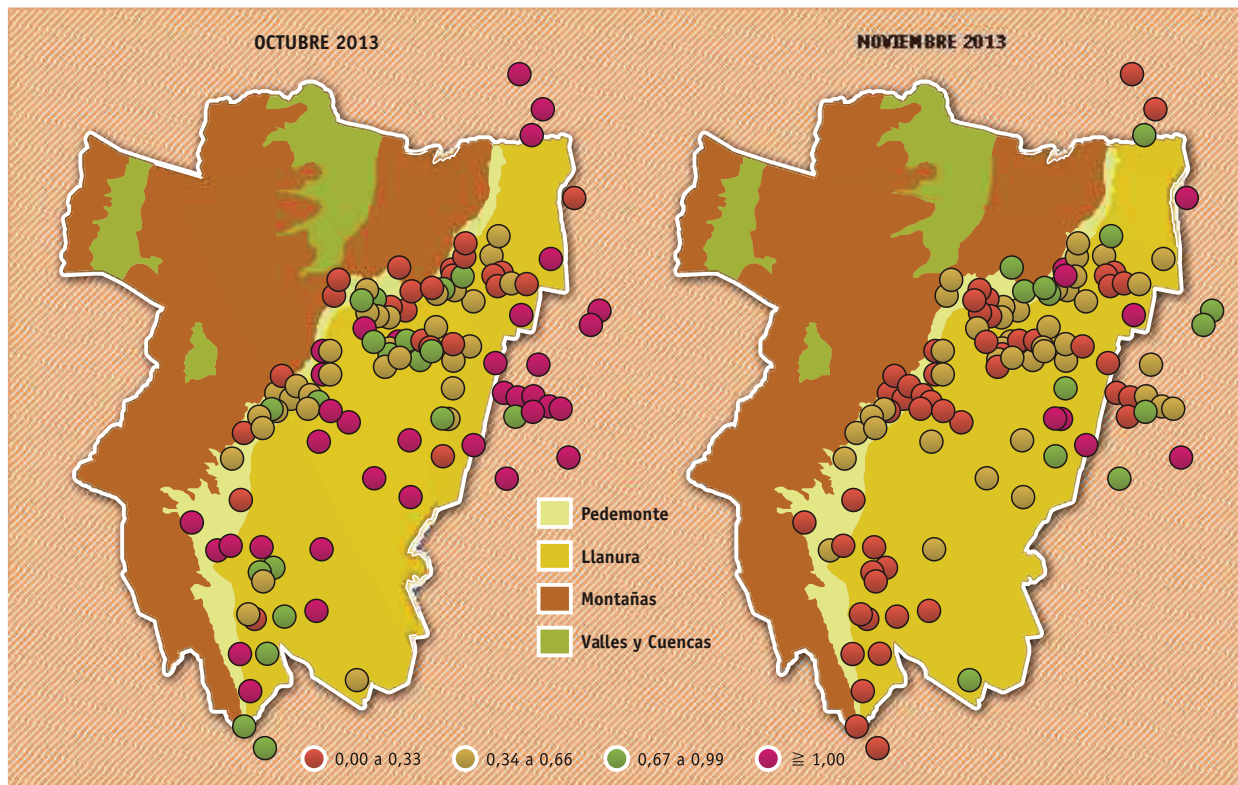 OCTUBRE 2013
NOVIEMBRE 2013
Pedemonte
Llanura
Montañas
Valles y Cuencas
0,00 a 0,33
0,34 a 0,66
0,67 a 0,99
≧ 1,00